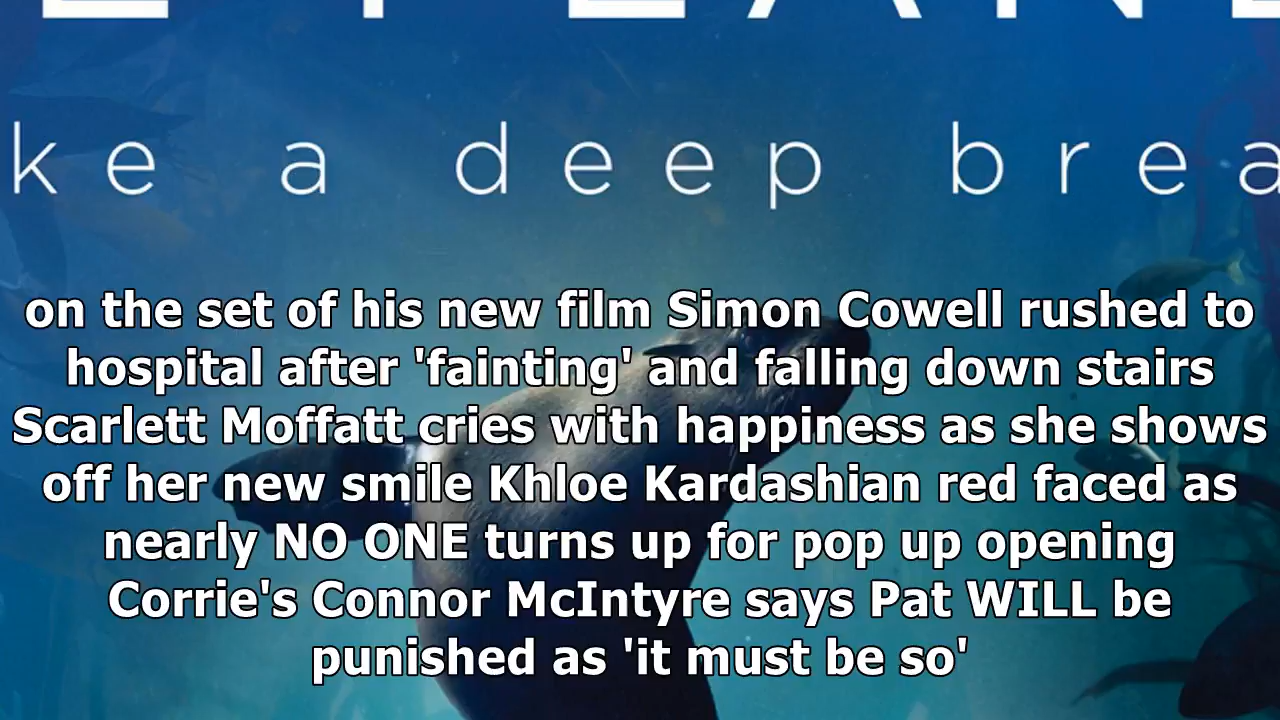 ke a deep brea
on the set of his new film Simon Cowell rushed to
hospital after 'fainting' and falling down stairs
Scarlett Moffatt cries with happiness as she shows
off her new smile Khloe Kardashian red faced as
nearly NO ONE turns up for pop up opening
Corrie's Connor McIntyre says Pat WILL be
punished as 'it must be so'